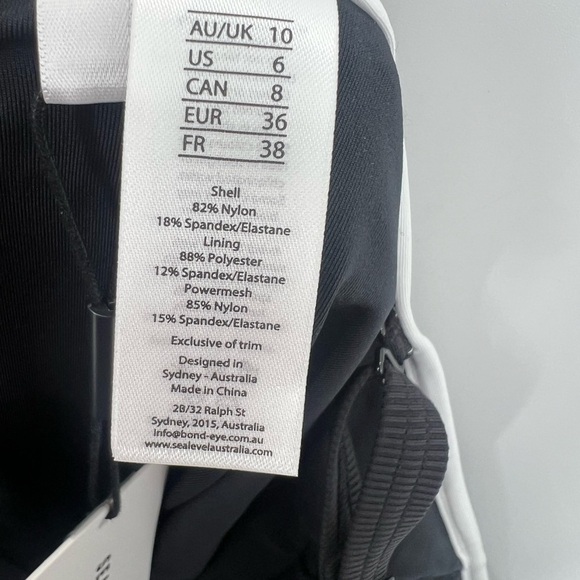 AU/UK 10
US 6
CAN 8
EUR 36
FR 38
Shell
82% Nylon
18% Spandex/Elastane
Lining
88% Polyester
12% Spandex/Elastane
Powermesh
85% Nylon
15% Spandex/Elastane
Exclusive of trim
Designed in
Sydney - Australia
Made in China
2B/32 Ralph St
Sydney, 2015, Australia
info@bond-eye.com.au
www.sealevelaustralia.com